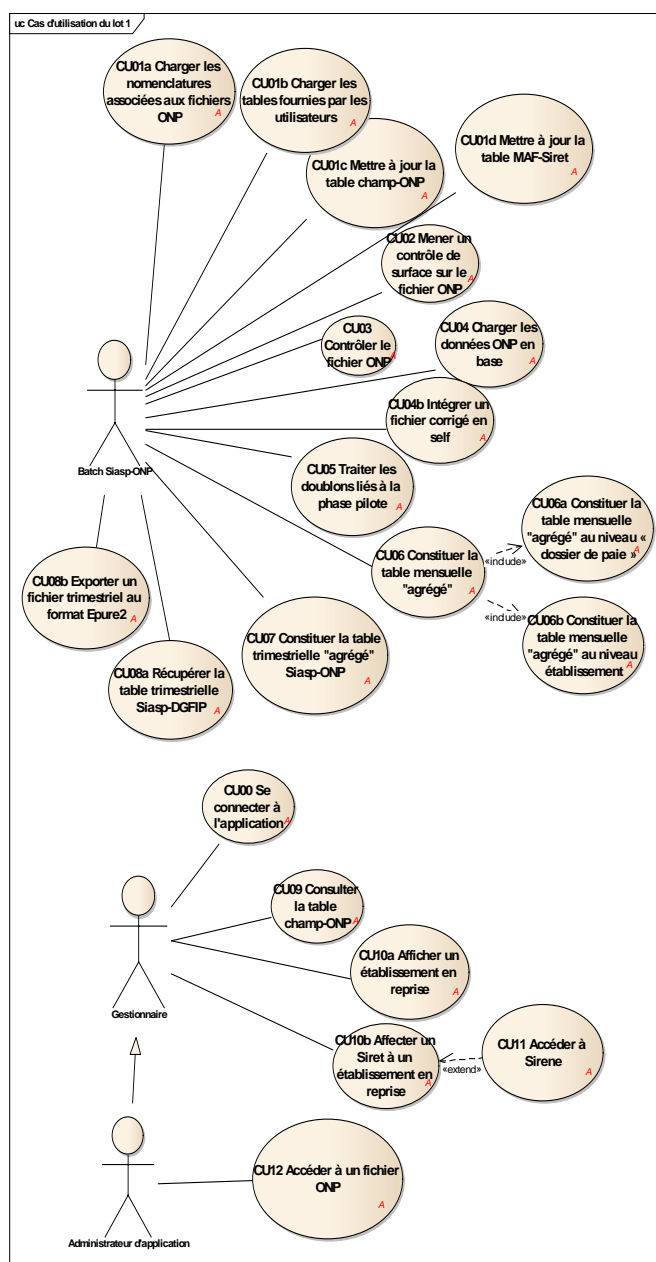 uc Cas d'utilisation du lot 1
CU01a Charger les
nomenclatures
associées aux fichiers
ONP
A
CU01b Charger les
tables fournies par les
utilisateurs
A
CU01c Mettre à jour la
table champ-ONP
A
CU01d Mettre à jour la
table MAF-Siret
A
CU02 Mener un
contrôle de
surface sur le
fichier ONP
A
CU03
Contrôler le
fichier ONP
A
CU04 Charger les
données ONP en
base
A
CU04b Intégrer un
fichier corrigé en
self
A
Batch Siasp-ONP
CU05 Traiter les
doublons liés à la
phase pilote
A
CU06 Constituer la
table mensuelle
"agrégé"
A
«include»
CU06a Constituer la
table mensuelle
"agrégé" au niveau «
dossier de paie »
A
«include»
CU06b Constituer la
table mensuelle
"agrégé" au niveau
établissement
A
CU08b Exporter un
fichier trimestriel au
format Epure2
A
CU07 Constituer la table
trimestrielle "agrégé"
Siasp-ONP
A
CU08a Récupérer la
table trimestrielle
Siasp-DGFIP
A
CU00 Se
connecter à
l'application
A
CU09 Consulter
la table
champ-ONP
A
CU10a Afficher un
établissement en
reprise
A
Gestionnaire
CU10b Affecter un
Siret à un
établissement en
reprise
A
«extend»
CU11 Accéder à
Sirene
A
CU12 Accéder à un fichier
ONP
A
Administrateur d'application